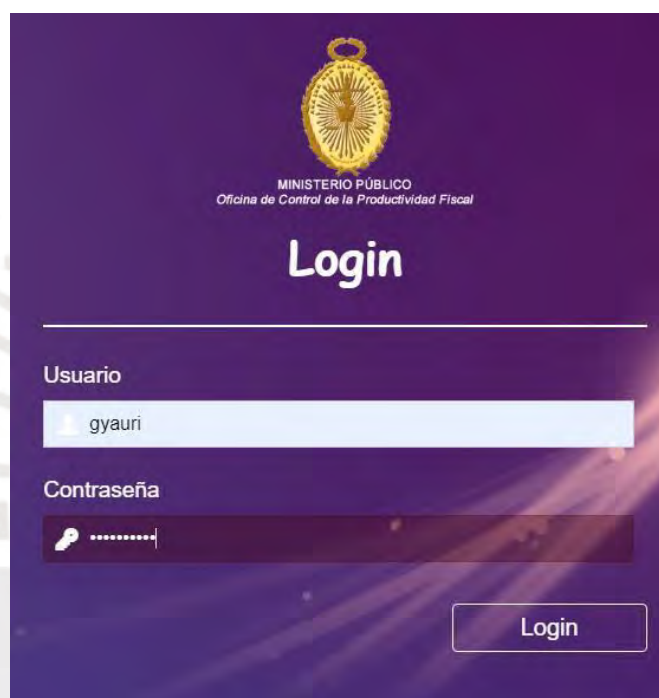 MINISTERIO PÚBLICO
Oficina de Control de la Productividad Fiscal
Login
Usuario
gyauri
Contraseña
••••••••••
Login